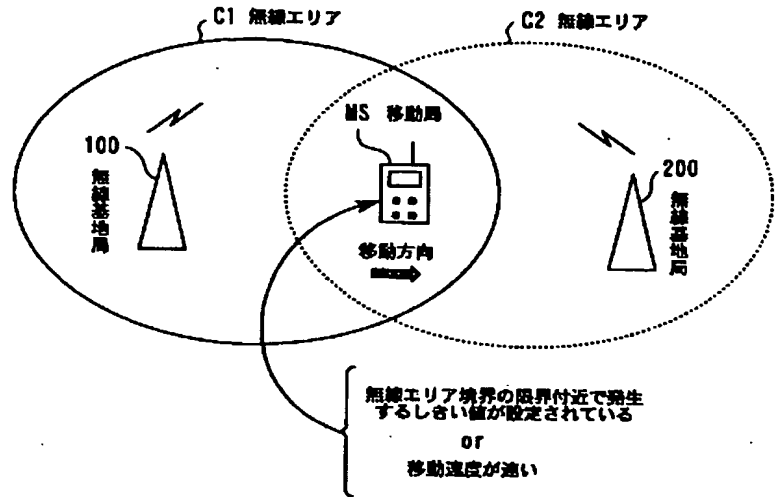 C1 無線エリア
C2 無線エリア
MS 移動局
100
無線基地局
200
無線基地局
移動方向
無線エリア境界の限界付近で発生
するしきい値が設定されている
or
移動速度が速い